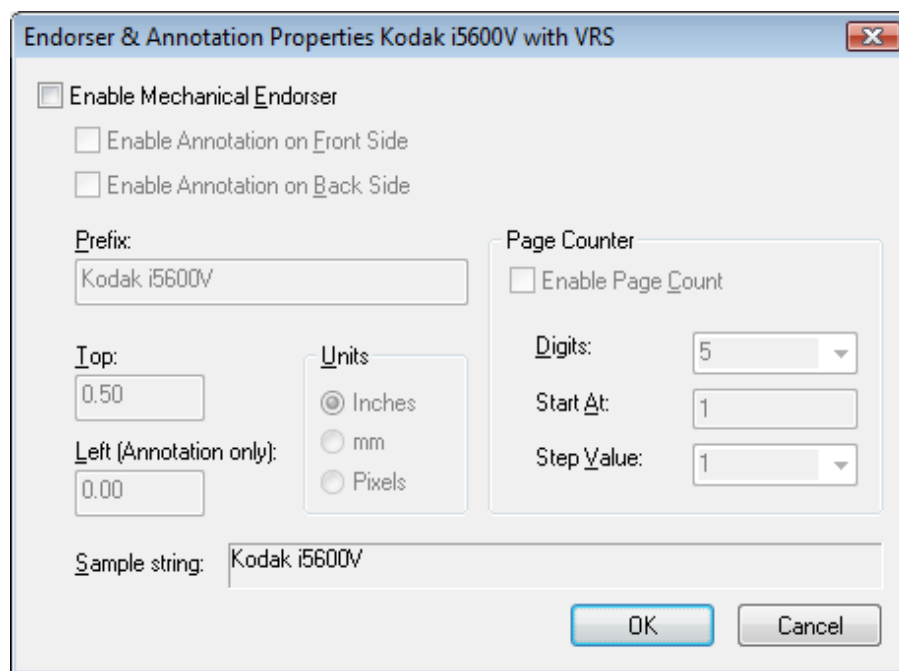 Endorser & Annotation Properties Kodak i5600V with VRS
Enable Mechanical Endorser
Enable Annotation on Front Side
Enable Annotation on Back Side
Prefix:
Kodak i5600V
Top:
0.50
Left (Annotation only):
0.00
Units
Inches
mm
Pixels
Page Counter
Enable Page Count
Digits: 5
Start At: 1
Step Value: 1
Sample string: Kodak i5600V
OK Cancel